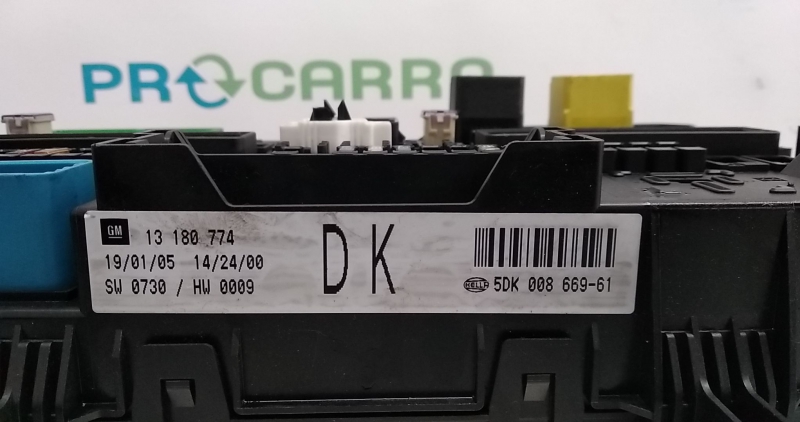 PROCARRO
GM 13 180 774
19/01/05 14/24/00
SW 0730 / HW 0009
DK
HELLA 5DK 008 669-61